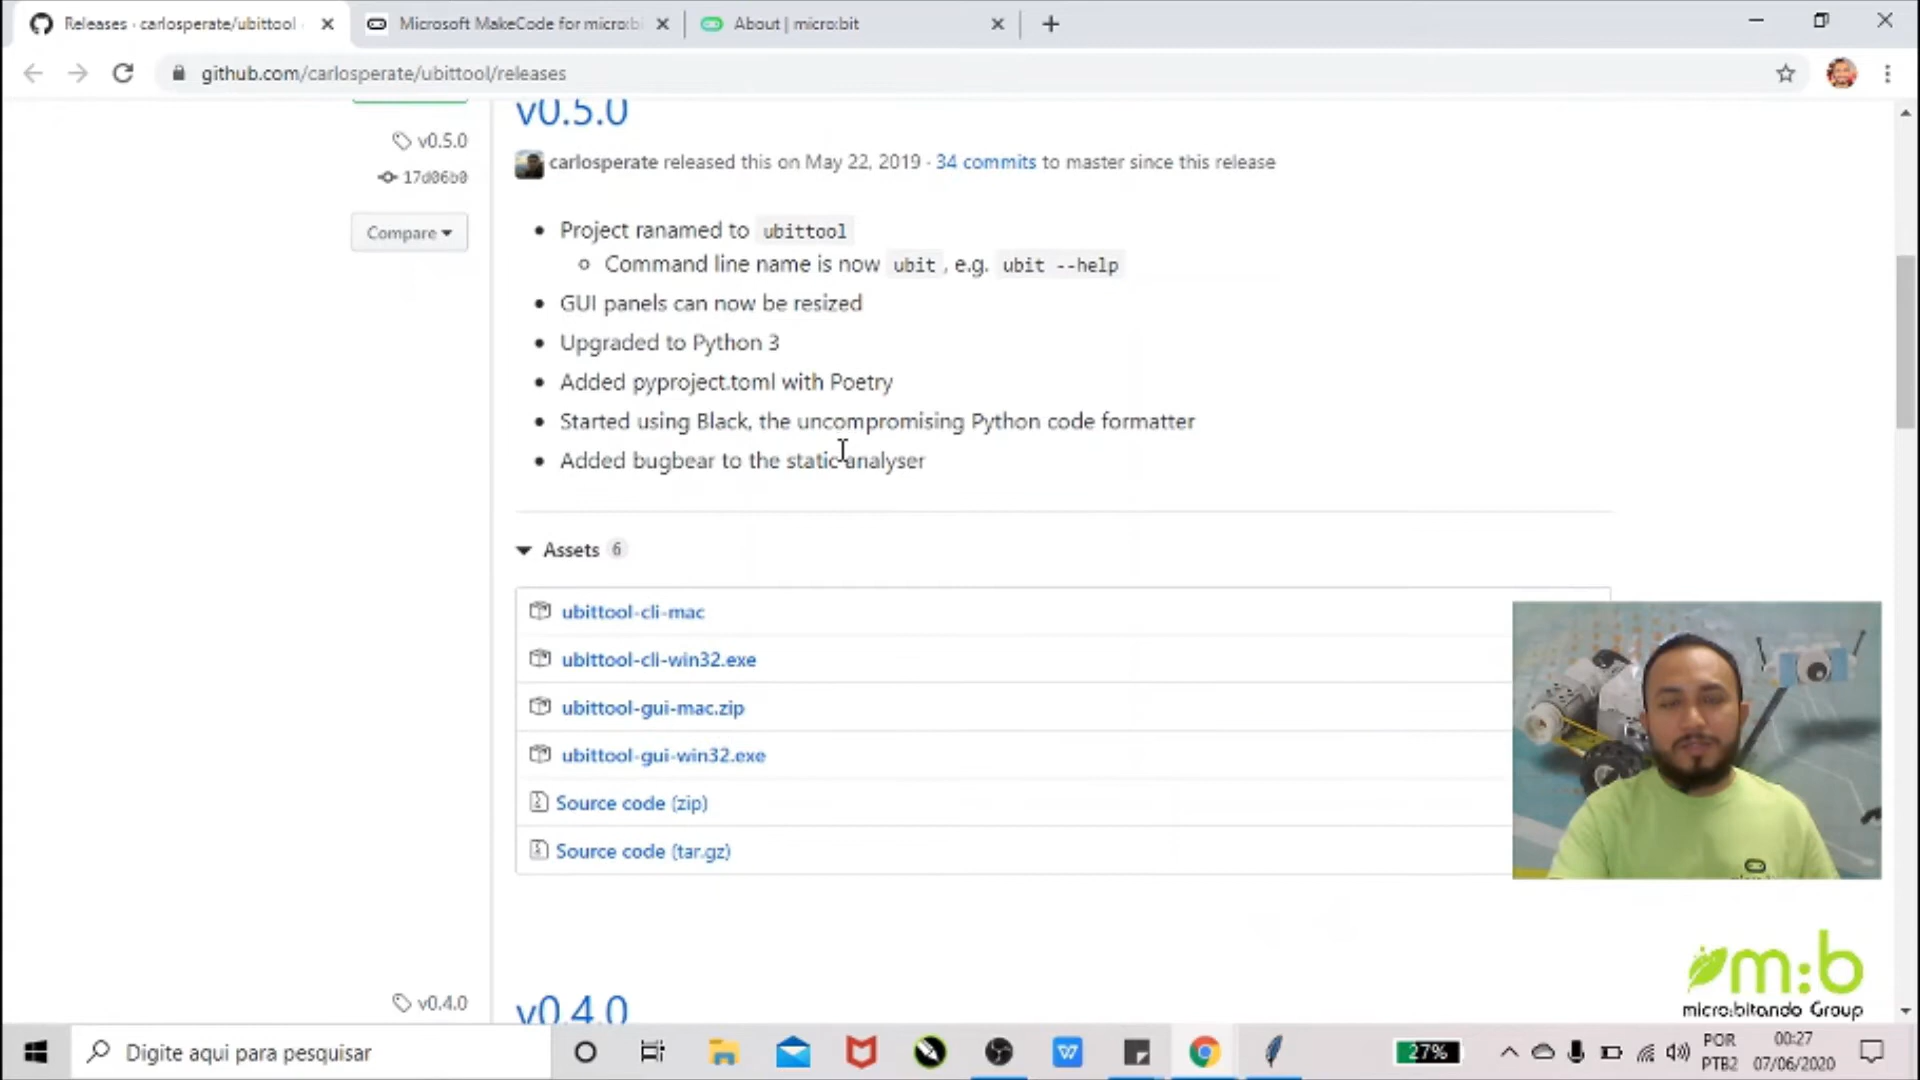 Releases · carlosperate/ubittool
Microsoft MakeCode for micro:bi
About | micro:bit
github.com/carlosperate/ubittool/releases
v0.5.0
v0.5.0
17d06b0
Compare
carlosperate released this on May 22, 2019 · 34 commits to master since this release
Project ranamed to ubittool
Command line name is now ubit, e.g. ubit --help
GUI panels can now be resized
Upgraded to Python 3
Added pyproject.toml with Poetry
Started using Black, the uncompromising Python code formatter
Added bugbear to the static analyser
Assets 6
ubittool-cli-mac
ubittool-cli-win32.exe
ubittool-gui-mac.zip
ubittool-gui-win32.exe
Source code (zip)
Source code (tar.gz)
v0.4.0
v0.4.0
m:b
micro:bitando Group
Digite aqui para pesquisar
27%
POR
PTB2
00:27
07/06/2020